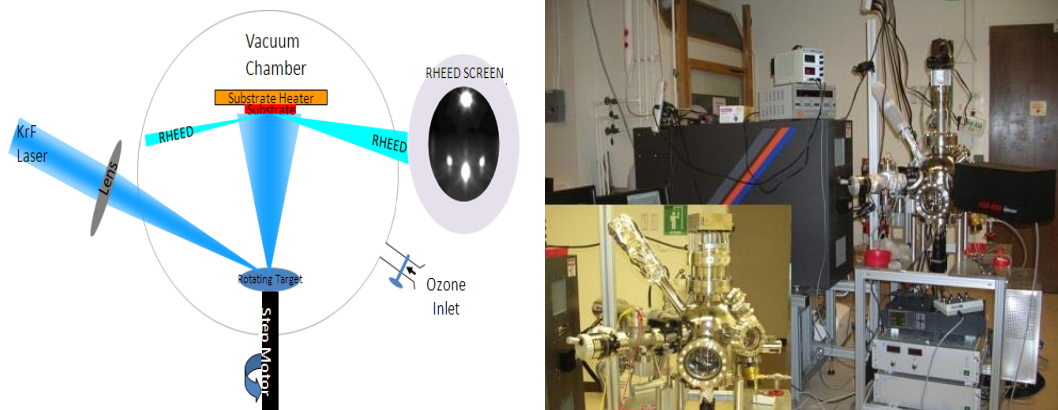 Vacuum
Chamber
RHEED SCREEN
Substrate Heater
Substrate
KrF
Laser
RHEED
RHEED
Lens
Rotating Target
Ozone
Inlet
Step Motor